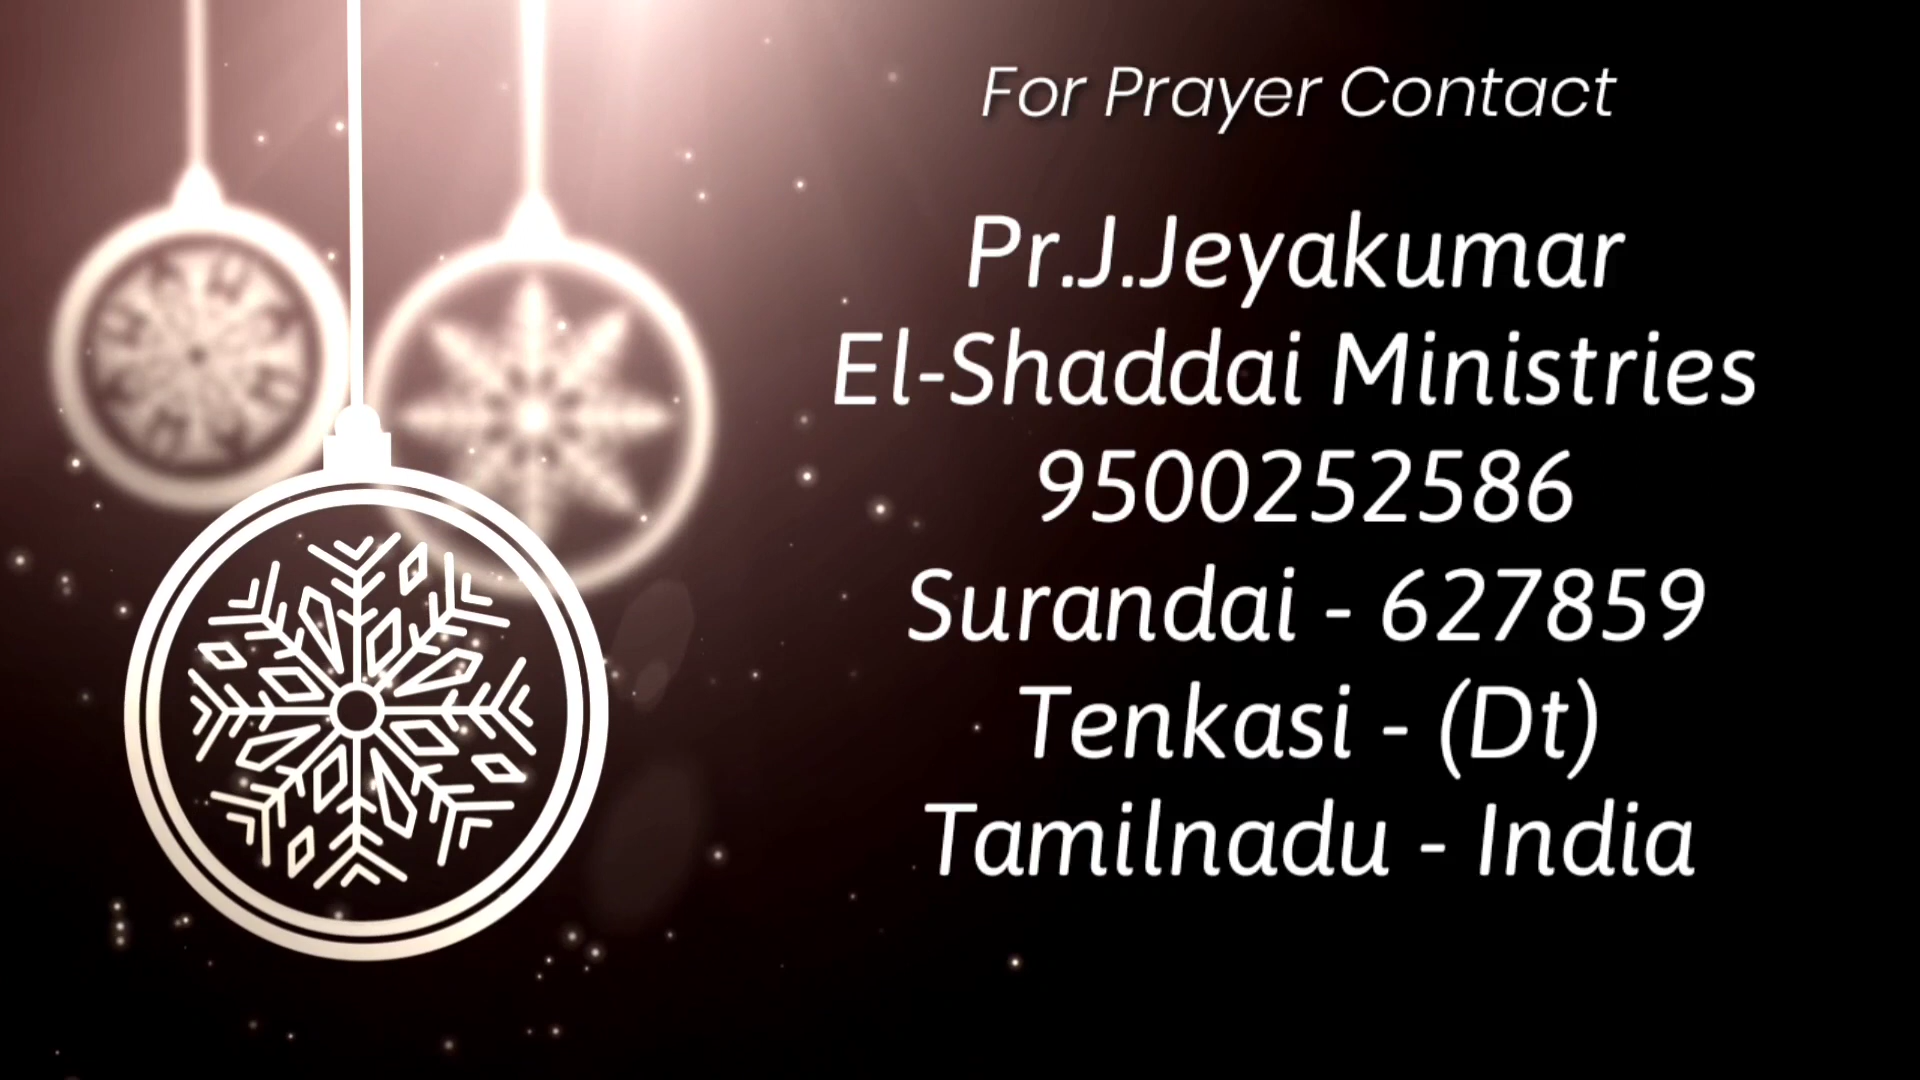 For Prayer Contact
Pr.J.Jeyakumar
El-Shaddai Ministries
9500252586
Surandai - 627859
Tenkasi - (Dt)
Tamilnadu - India